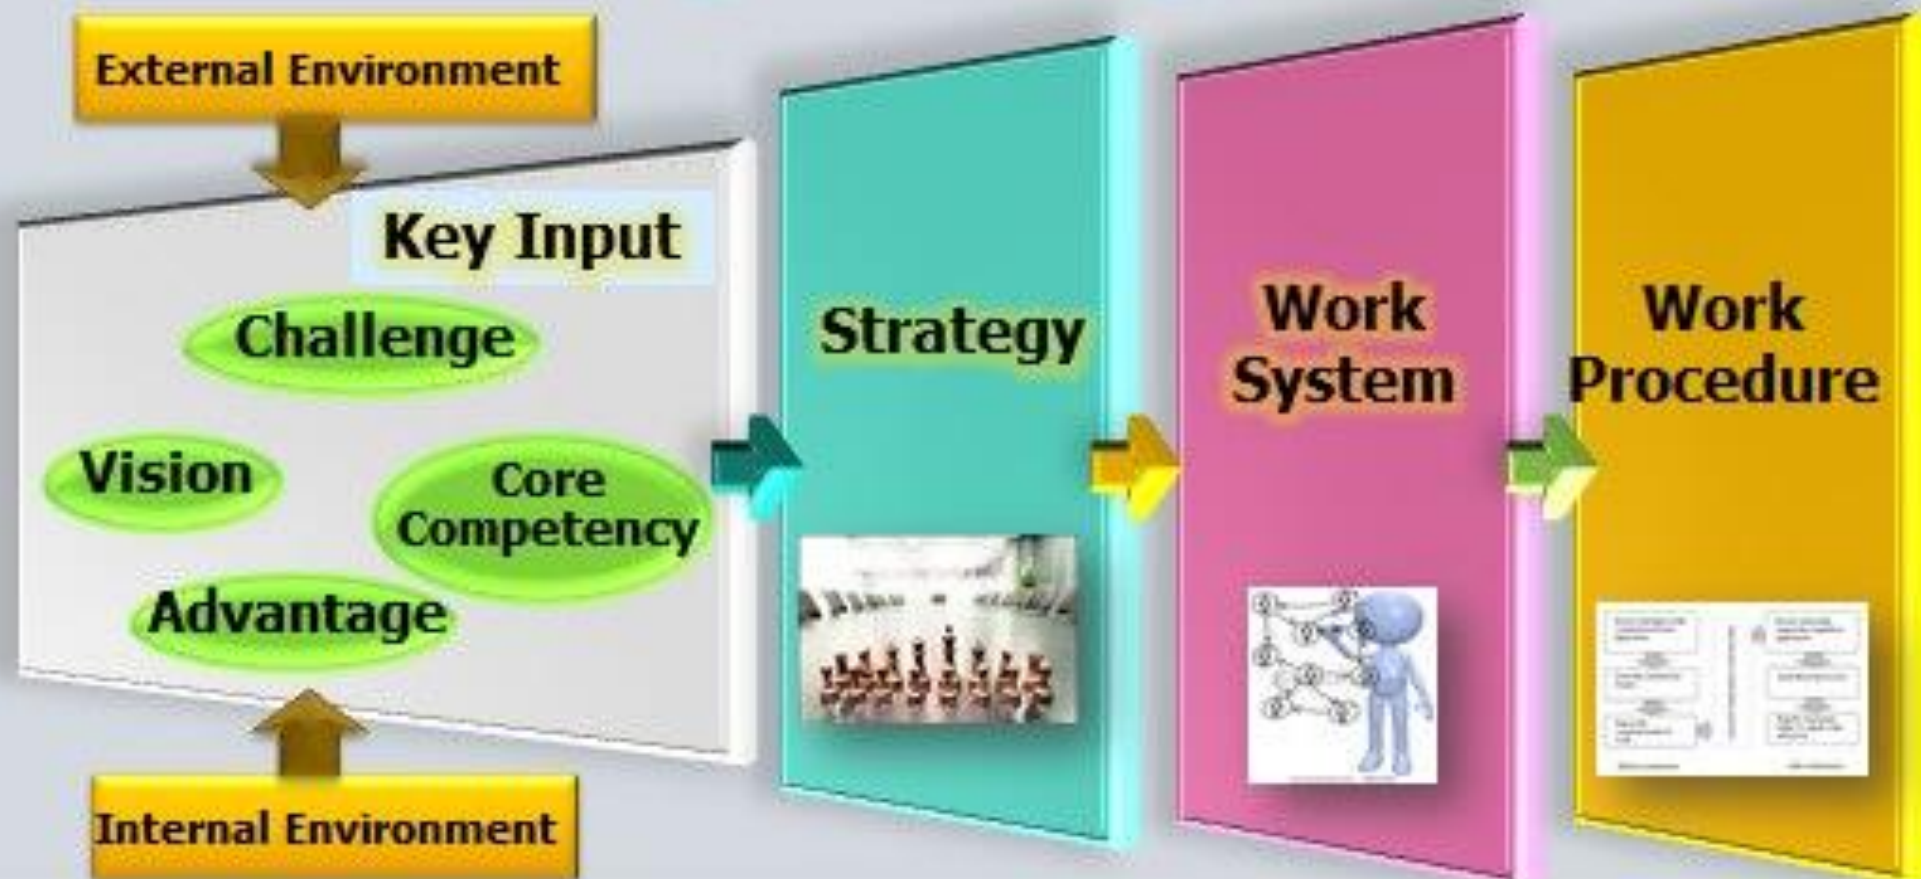 External Environment
Key Input
Challenge
Vision
Core
Competency
Advantage
Internal Environment
Strategy
Work
System
Work
Procedure